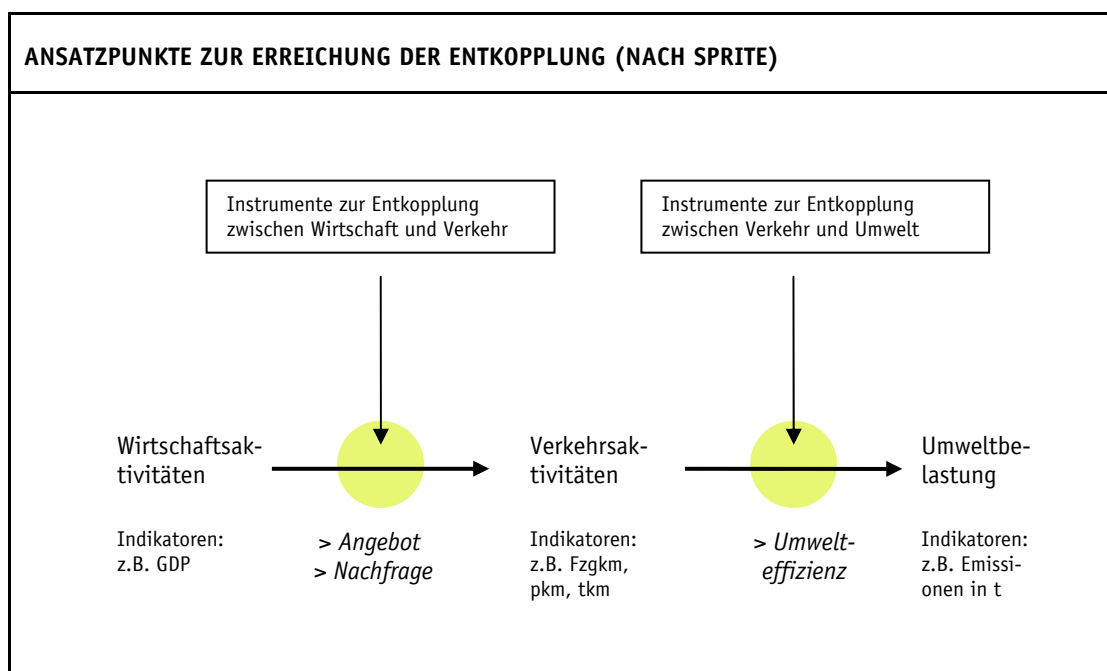 ANSATZPUNKTE ZUR ERREICHUNG DER ENTKOPPLUNG (NACH SPRITE)
Instrumente zur Entkopplung
zwischen Wirtschaft und Verkehr
Instrumente zur Entkopplung
zwischen Verkehr und Umwelt
Wirtschaftsak-
tivitäten
Verkehrsak-
tivitäten
Umweltbe-
lastung
Indikatoren:
z.B. GDP
> Angebot
> Nachfrage
Indikatoren:
z.B. Fzgkm,
pkm, tkm
> Umwelt-
effizienz
Indikatoren:
z.B. Emissi-
onen in t